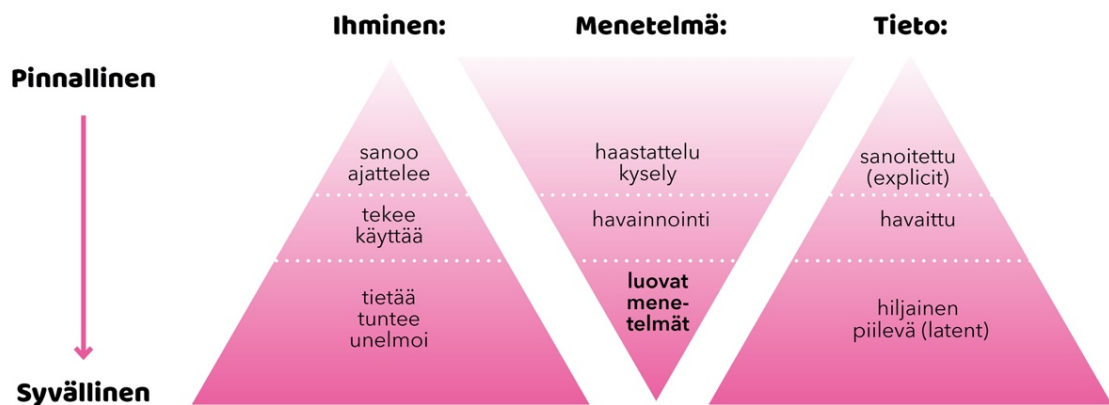 Ihminen:
Menetelmä:
Tieto:
Pinnallinen
sanoo
ajattelee
haastattelu
kysely
sanoitettu
(explicit)
tekee
käyttää
havainnointi
havaittu
tietää
tuntee
unelmoi
luovat
mene-
telmät
hiljainen
piilevä (latent)
Syvällinen